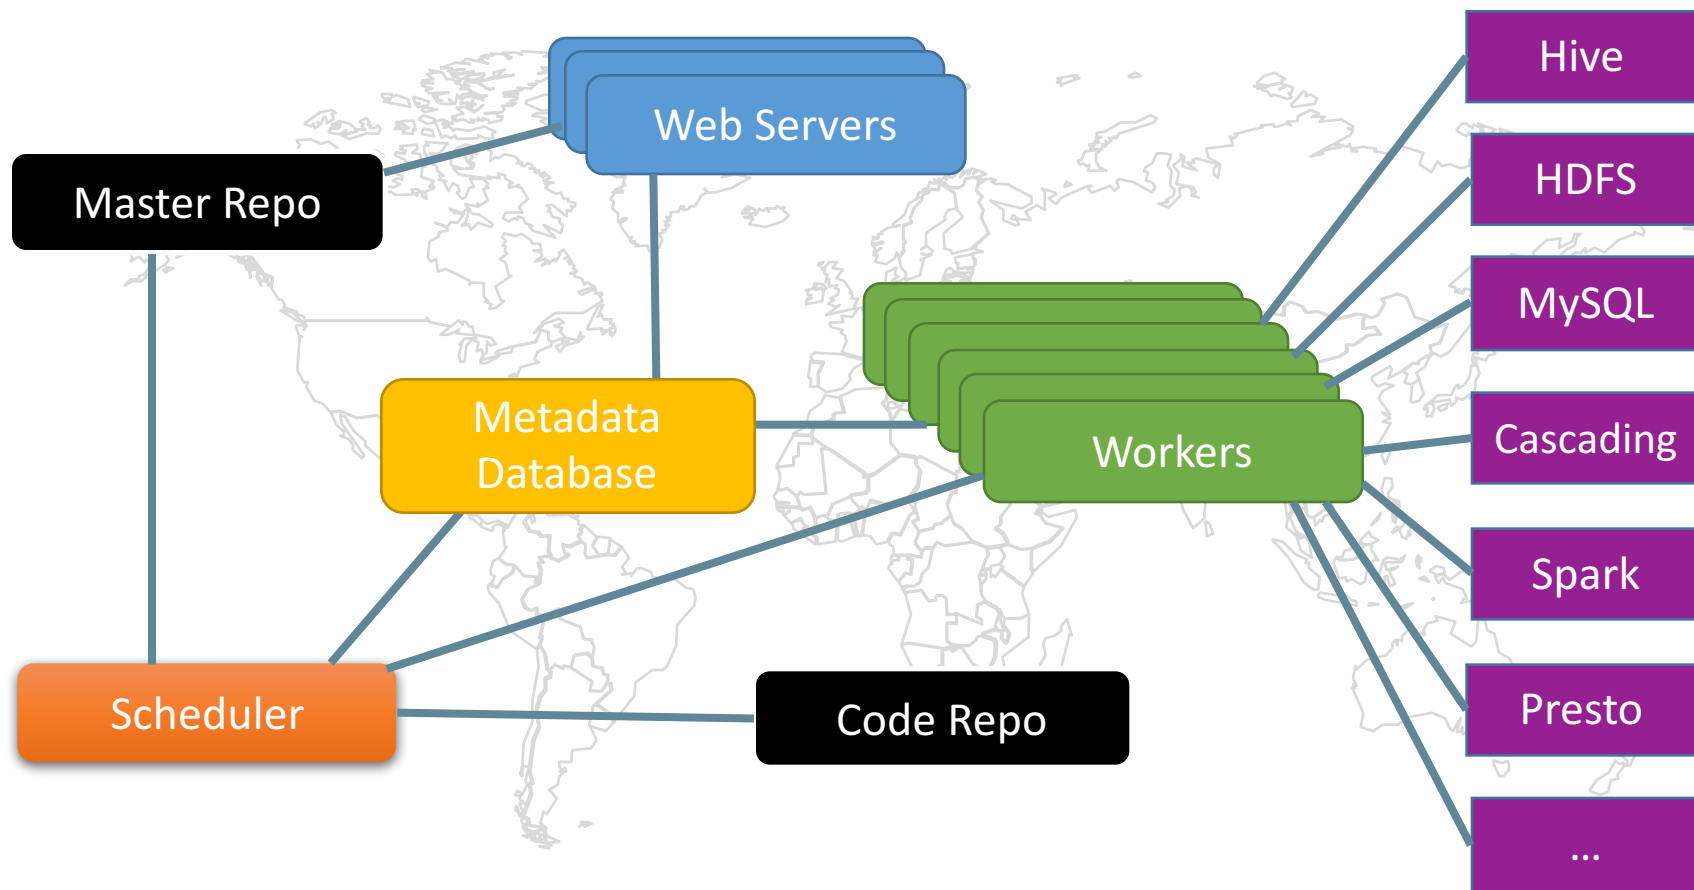 Hive
Web Servers
HDFS
Master Repo
MySQL
Metadata
Database
Workers
Cascading
Spark
Scheduler
Code Repo
Presto
...